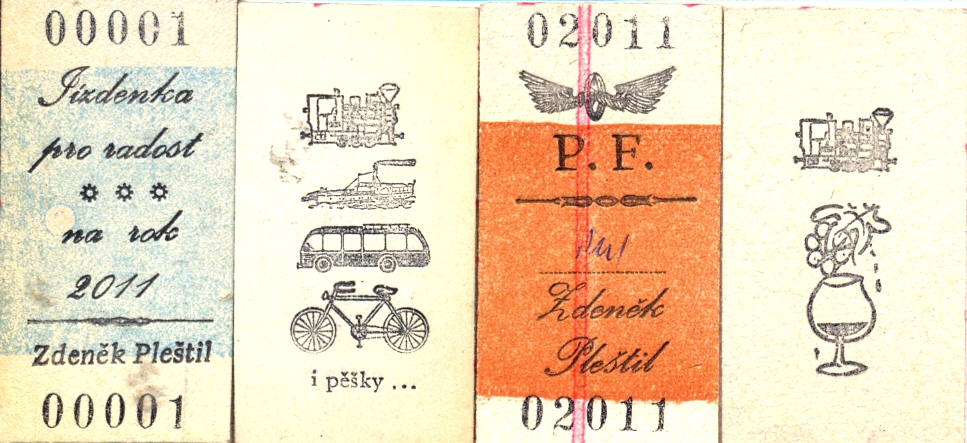 00001
Jízdenka
pro radost
na rok
2011
Zdeněk Pleštil
00001
i pěšky ...
02011
P. F.
Zdeněk
Pleštil
02011